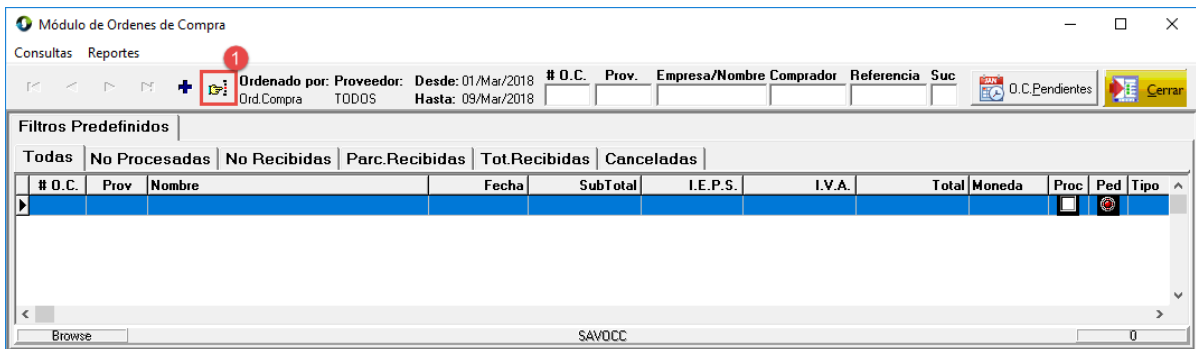 Módulo de Ordenes de Compra
Consultas Reportes
1
Ordenado por: Proveedor: Desde: 01/Mar/2018 # O.C. Prov. Empresa/Nombre Comprador Referencia Suc
Ord.Compra TODOS Hasta: 09/Mar/2018
O.C.Pendientes Cerrar
Filtros Predefinidos
Todas No Procesadas No Recibidas Parc.Recibidas Tot.Recibidas Canceladas
# O.C. Prov Nombre Fecha SubTotal I.E.P.S. I.V.A. Total Moneda Proc Ped Tipo
Browse SAVOCC 0